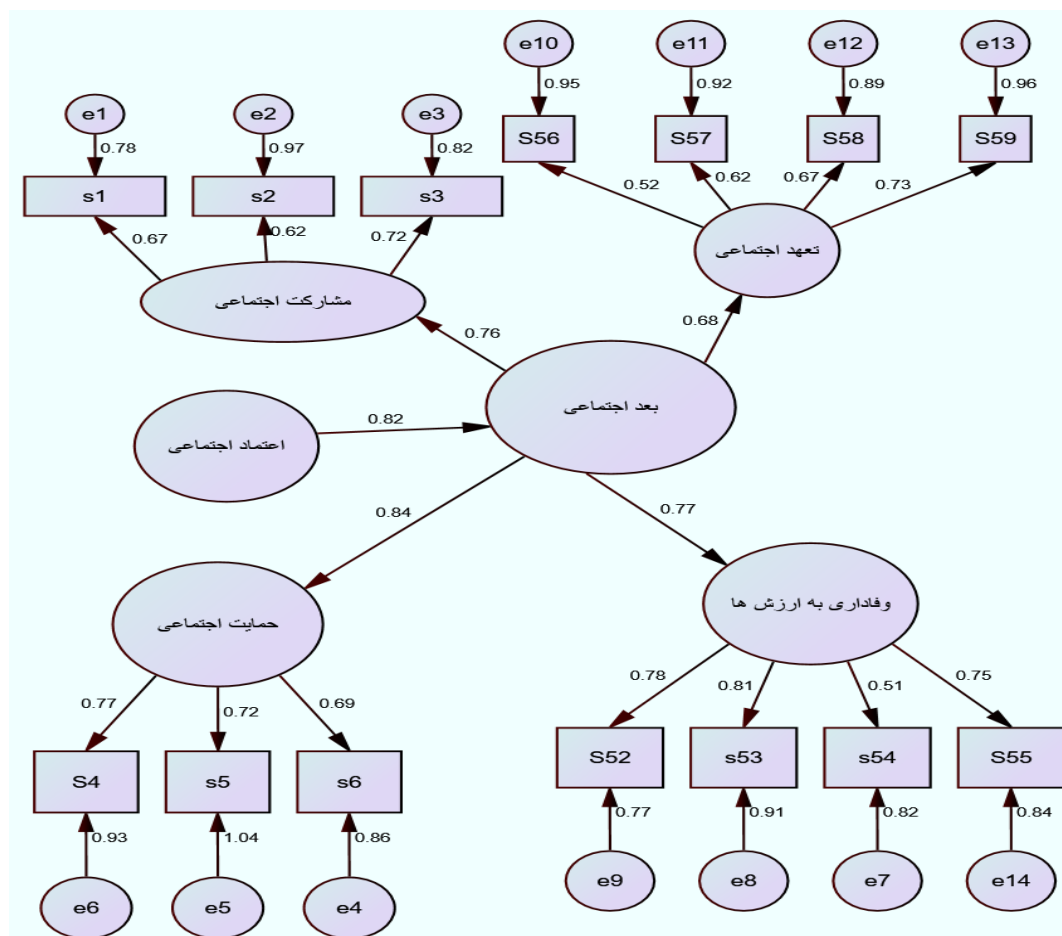 e10 e11 e12 e13
0.95 0.92 0.89 0.96
e1 e2 e3
S56 S57 S58 S59
0.78 0.97 0.82
0.52 0.62 0.67 0.73
s1 s2 s3
0.67 0.62 0.72
تعهد اجتماعی
مشارکت اجتماعی
0.76 0.68
بعد اجتماعی
0.82
اعتماد اجتماعی
0.84 0.77
وفاداری به ارزش ها
حمایت اجتماعی
0.78 0.81 0.51 0.75
0.77 0.72 0.69
S52 s53 s54 S55
S4 s5 s6
0.77 0.91 0.82 0.84
0.93 1.04 0.86
e9 e8 e7 e14
e6 e5 e4